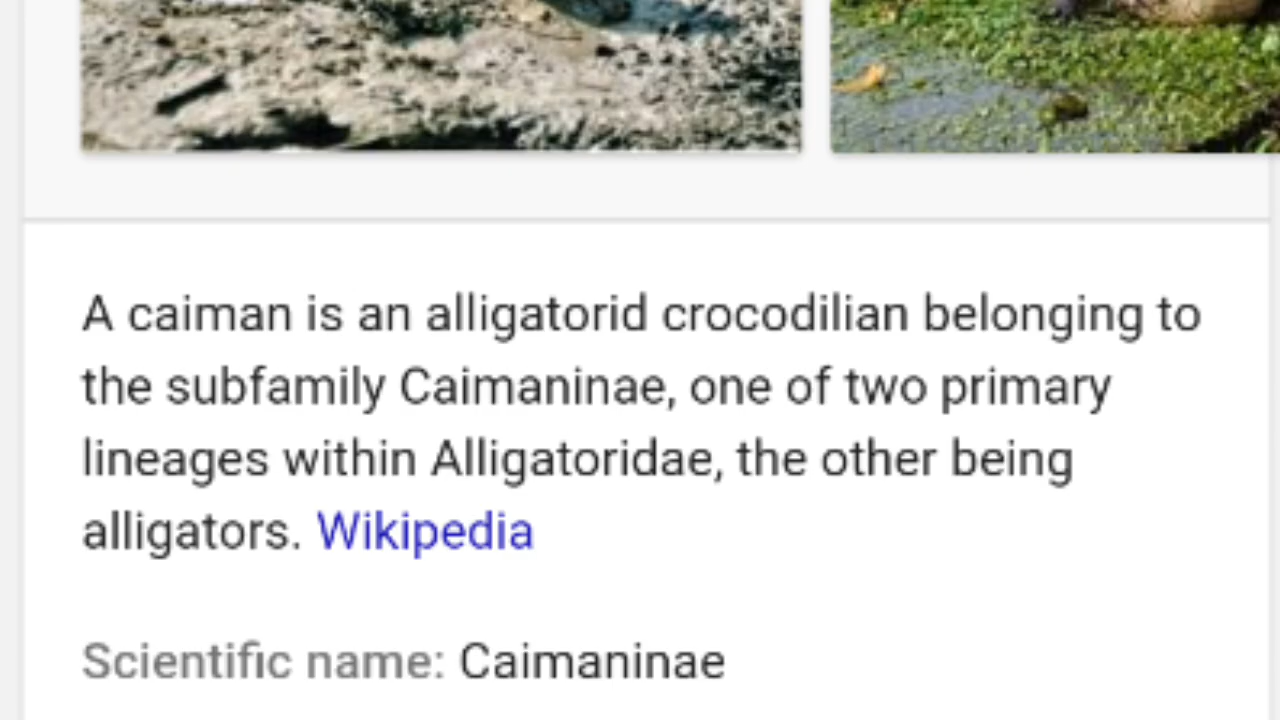 A caiman is an alligatorid crocodilian belonging to
the subfamily Caimaninae, one of two primary
lineages within Alligatoridae, the other being
alligators. Wikipedia
Scientific name: Caimaninae